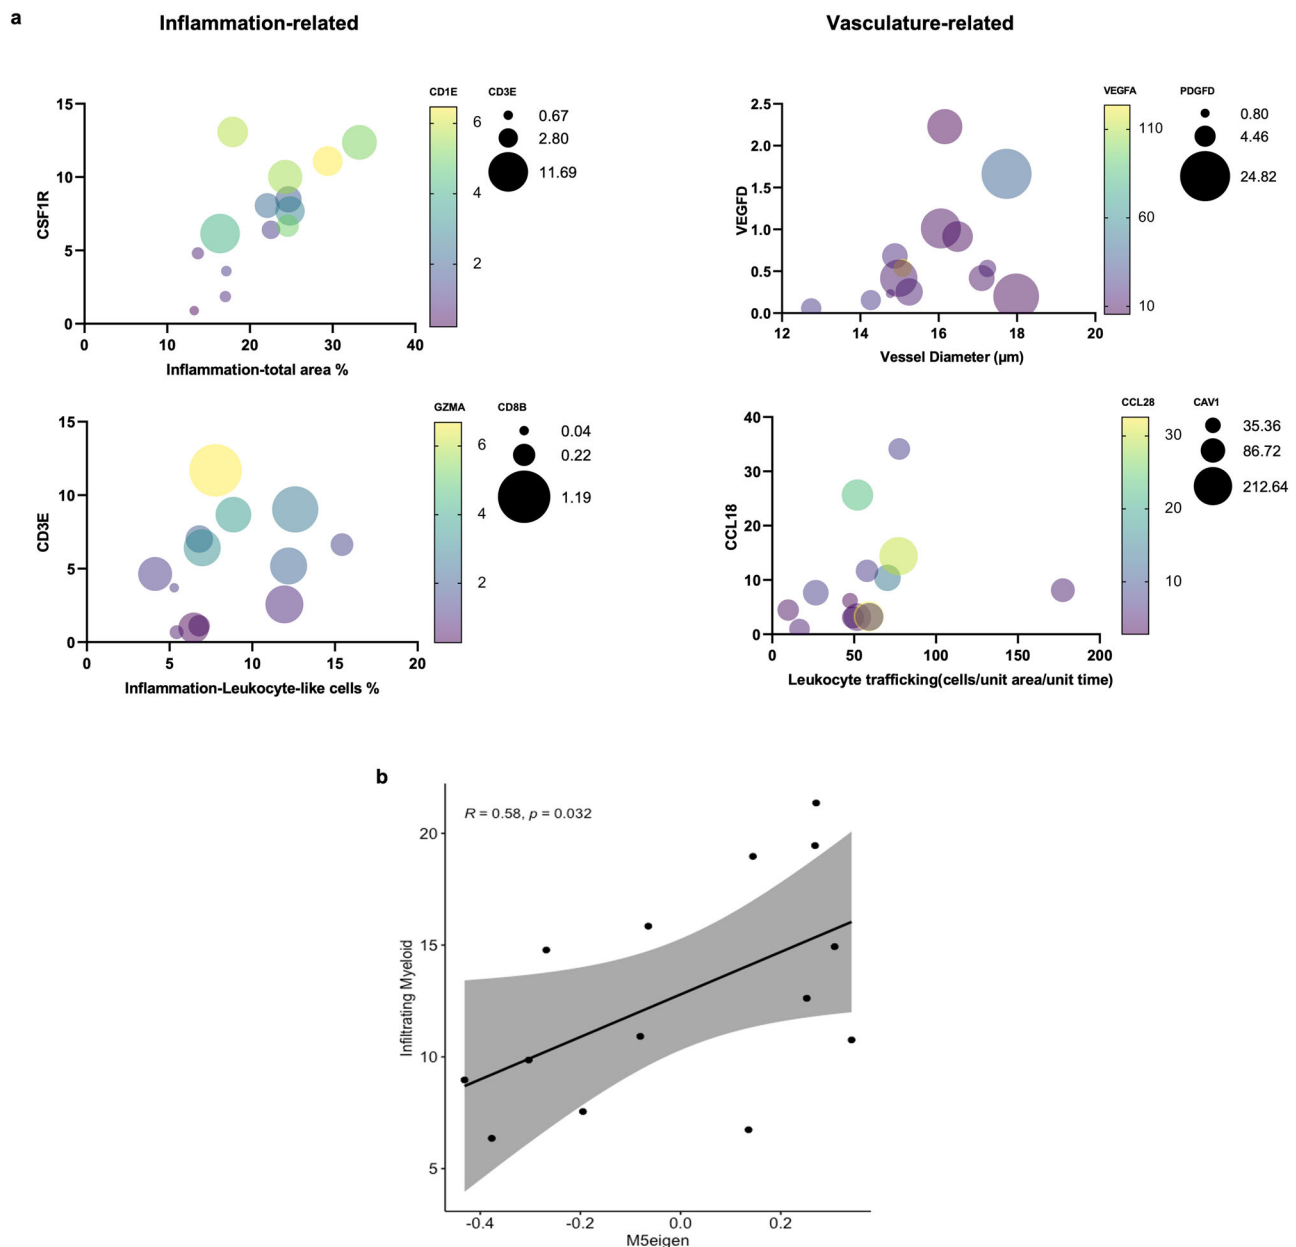 a
Inflammation-related
Vasculature-related
CD1E
CD3E
15
10
5
0
CSF1R
0 10 20 30 40
Inflammation-total area %
6
4
2
0.67
2.80
11.69
VEGFA
PDGFD
2.5
2.0
1.5
1.0
0.5
0.0
VEGFD
12 14 16 18 20
Vessel Diameter (µm)
110
60
10
0.80
4.46
24.82
GZMA
CD8B
15
10
5
0
CD3E
0 5 10 15 20
Inflammation-Leukocyte-like cells %
6
4
2
0.04
0.22
1.19
CCL28
CAV1
40
30
20
10
0
CCL18
0 50 100 150 200
Leukocyte trafficking(cells/unit area/unit time)
30
20
10
35.36
86.72
212.64
b
R = 0.58, p = 0.032
20
15
10
5
Infiltrating Myeloid
-0.4 -0.2 0.0 0.2
M5eigen